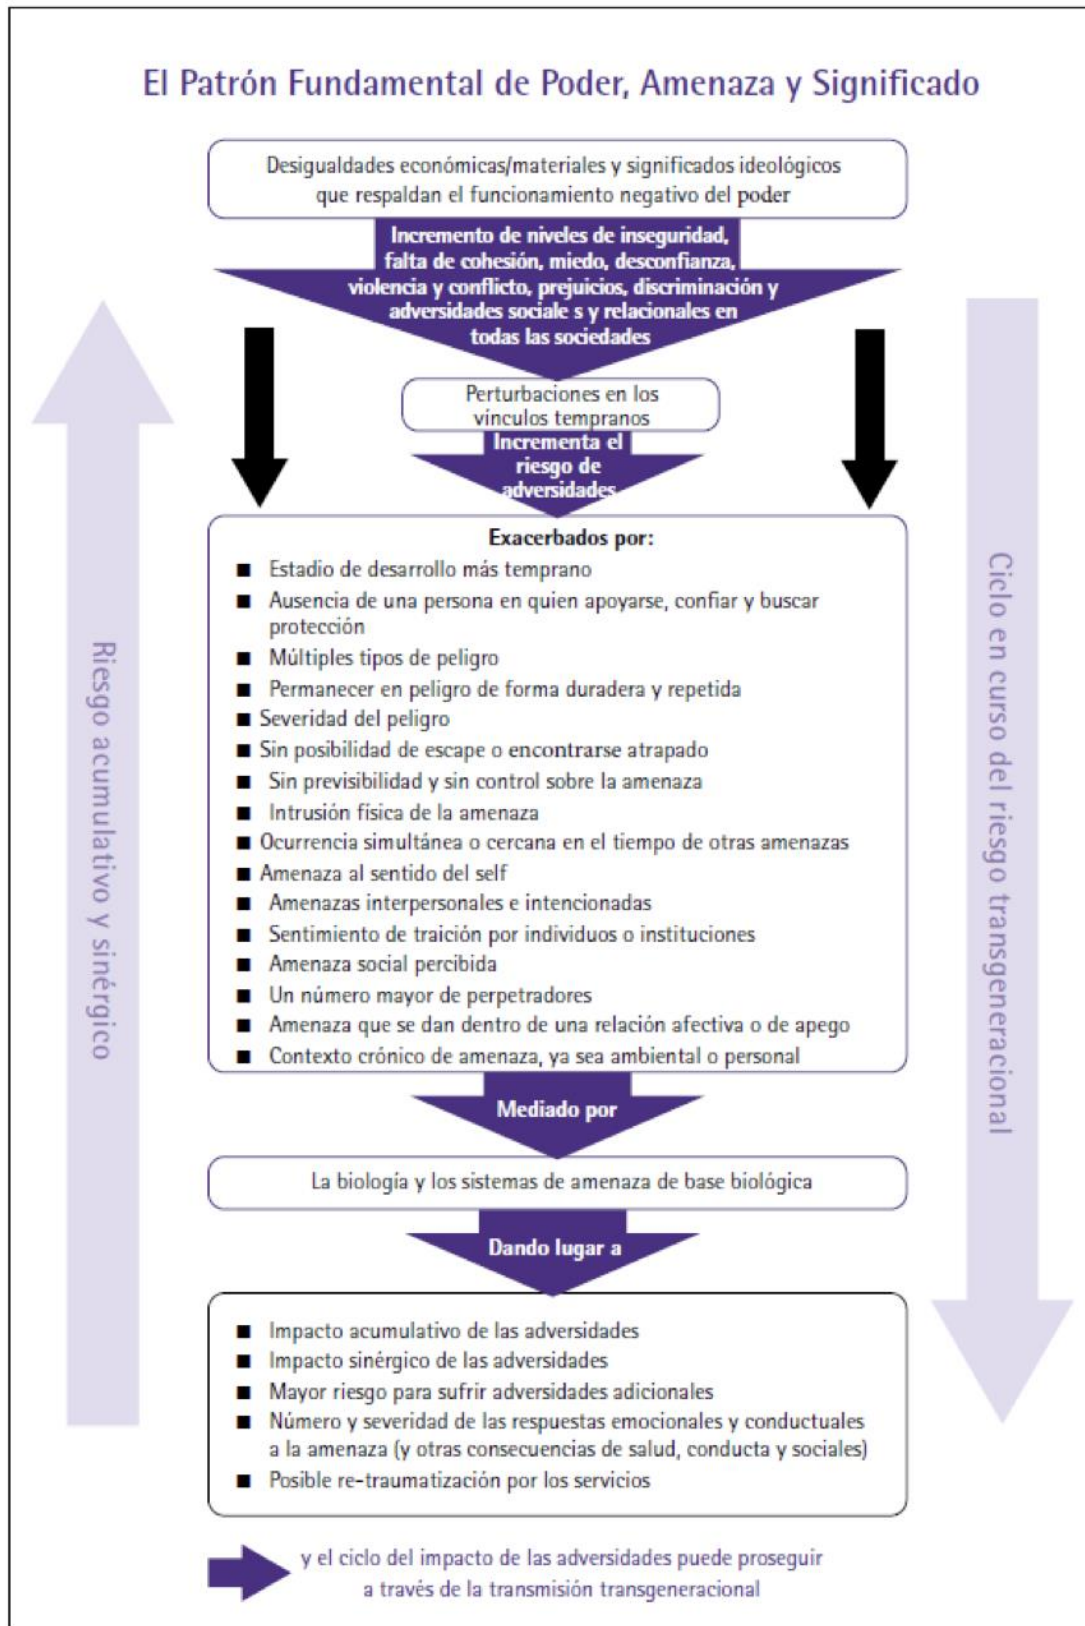 El Patrón Fundamental de Poder, Amenaza y Significado
Desigualdades económicas/materiales y significados ideológicos
que respaldan el funcionamiento negativo del poder
Incremento de niveles de inseguridad,
falta de cohesión, miedo, desconfianza,
violencia y conflicto, prejuicios, discriminación y
adversidades sociale s y relacionales en
todas las sociedades
Perturbaciones en los
vínculos tempranos
Incrementa el
riesgo de
adversidades
Exacerbados por:
■ Estadio de desarrollo más temprano
■ Ausencia de una persona en quien apoyarse, confiar y buscar
protección
■ Múltiples tipos de peligro
■ Permanecer en peligro de forma duradera y repetida
■ Severidad del peligro
■ Sin posibilidad de escape o encontrarse atrapado
■ Sin previsibilidad y sin control sobre la amenaza
■ Intrusión física de la amenaza
■ Ocurrencia simultánea o cercana en el tiempo de otras amenazas
■ Amenaza al sentido del self
■ Amenazas interpersonales e intencionadas
■ Sentimiento de traición por individuos o instituciones
■ Amenaza social percibida
■ Un número mayor de perpetradores
■ Amenaza que se dan dentro de una relación afectiva o de apego
■ Contexto crónico de amenaza, ya sea ambiental o personal
Mediado por
La biología y los sistemas de amenaza de base biológica
Dando lugar a
■ Impacto acumulativo de las adversidades
■ Impacto sinérgico de las adversidades
■ Mayor riesgo para sufrir adversidades adicionales
■ Número y severidad de las respuestas emocionales y conductuales
a la amenaza (y otras consecuencias de salud, conducta y sociales)
■ Posible re-traumatización por los servicios
y el ciclo del impacto de las adversidades puede proseguir
a través de la transmisión transgeneracional
Riesgo acumulativo y sinérgico
Ciclo en curso del riesgo transgeneracional